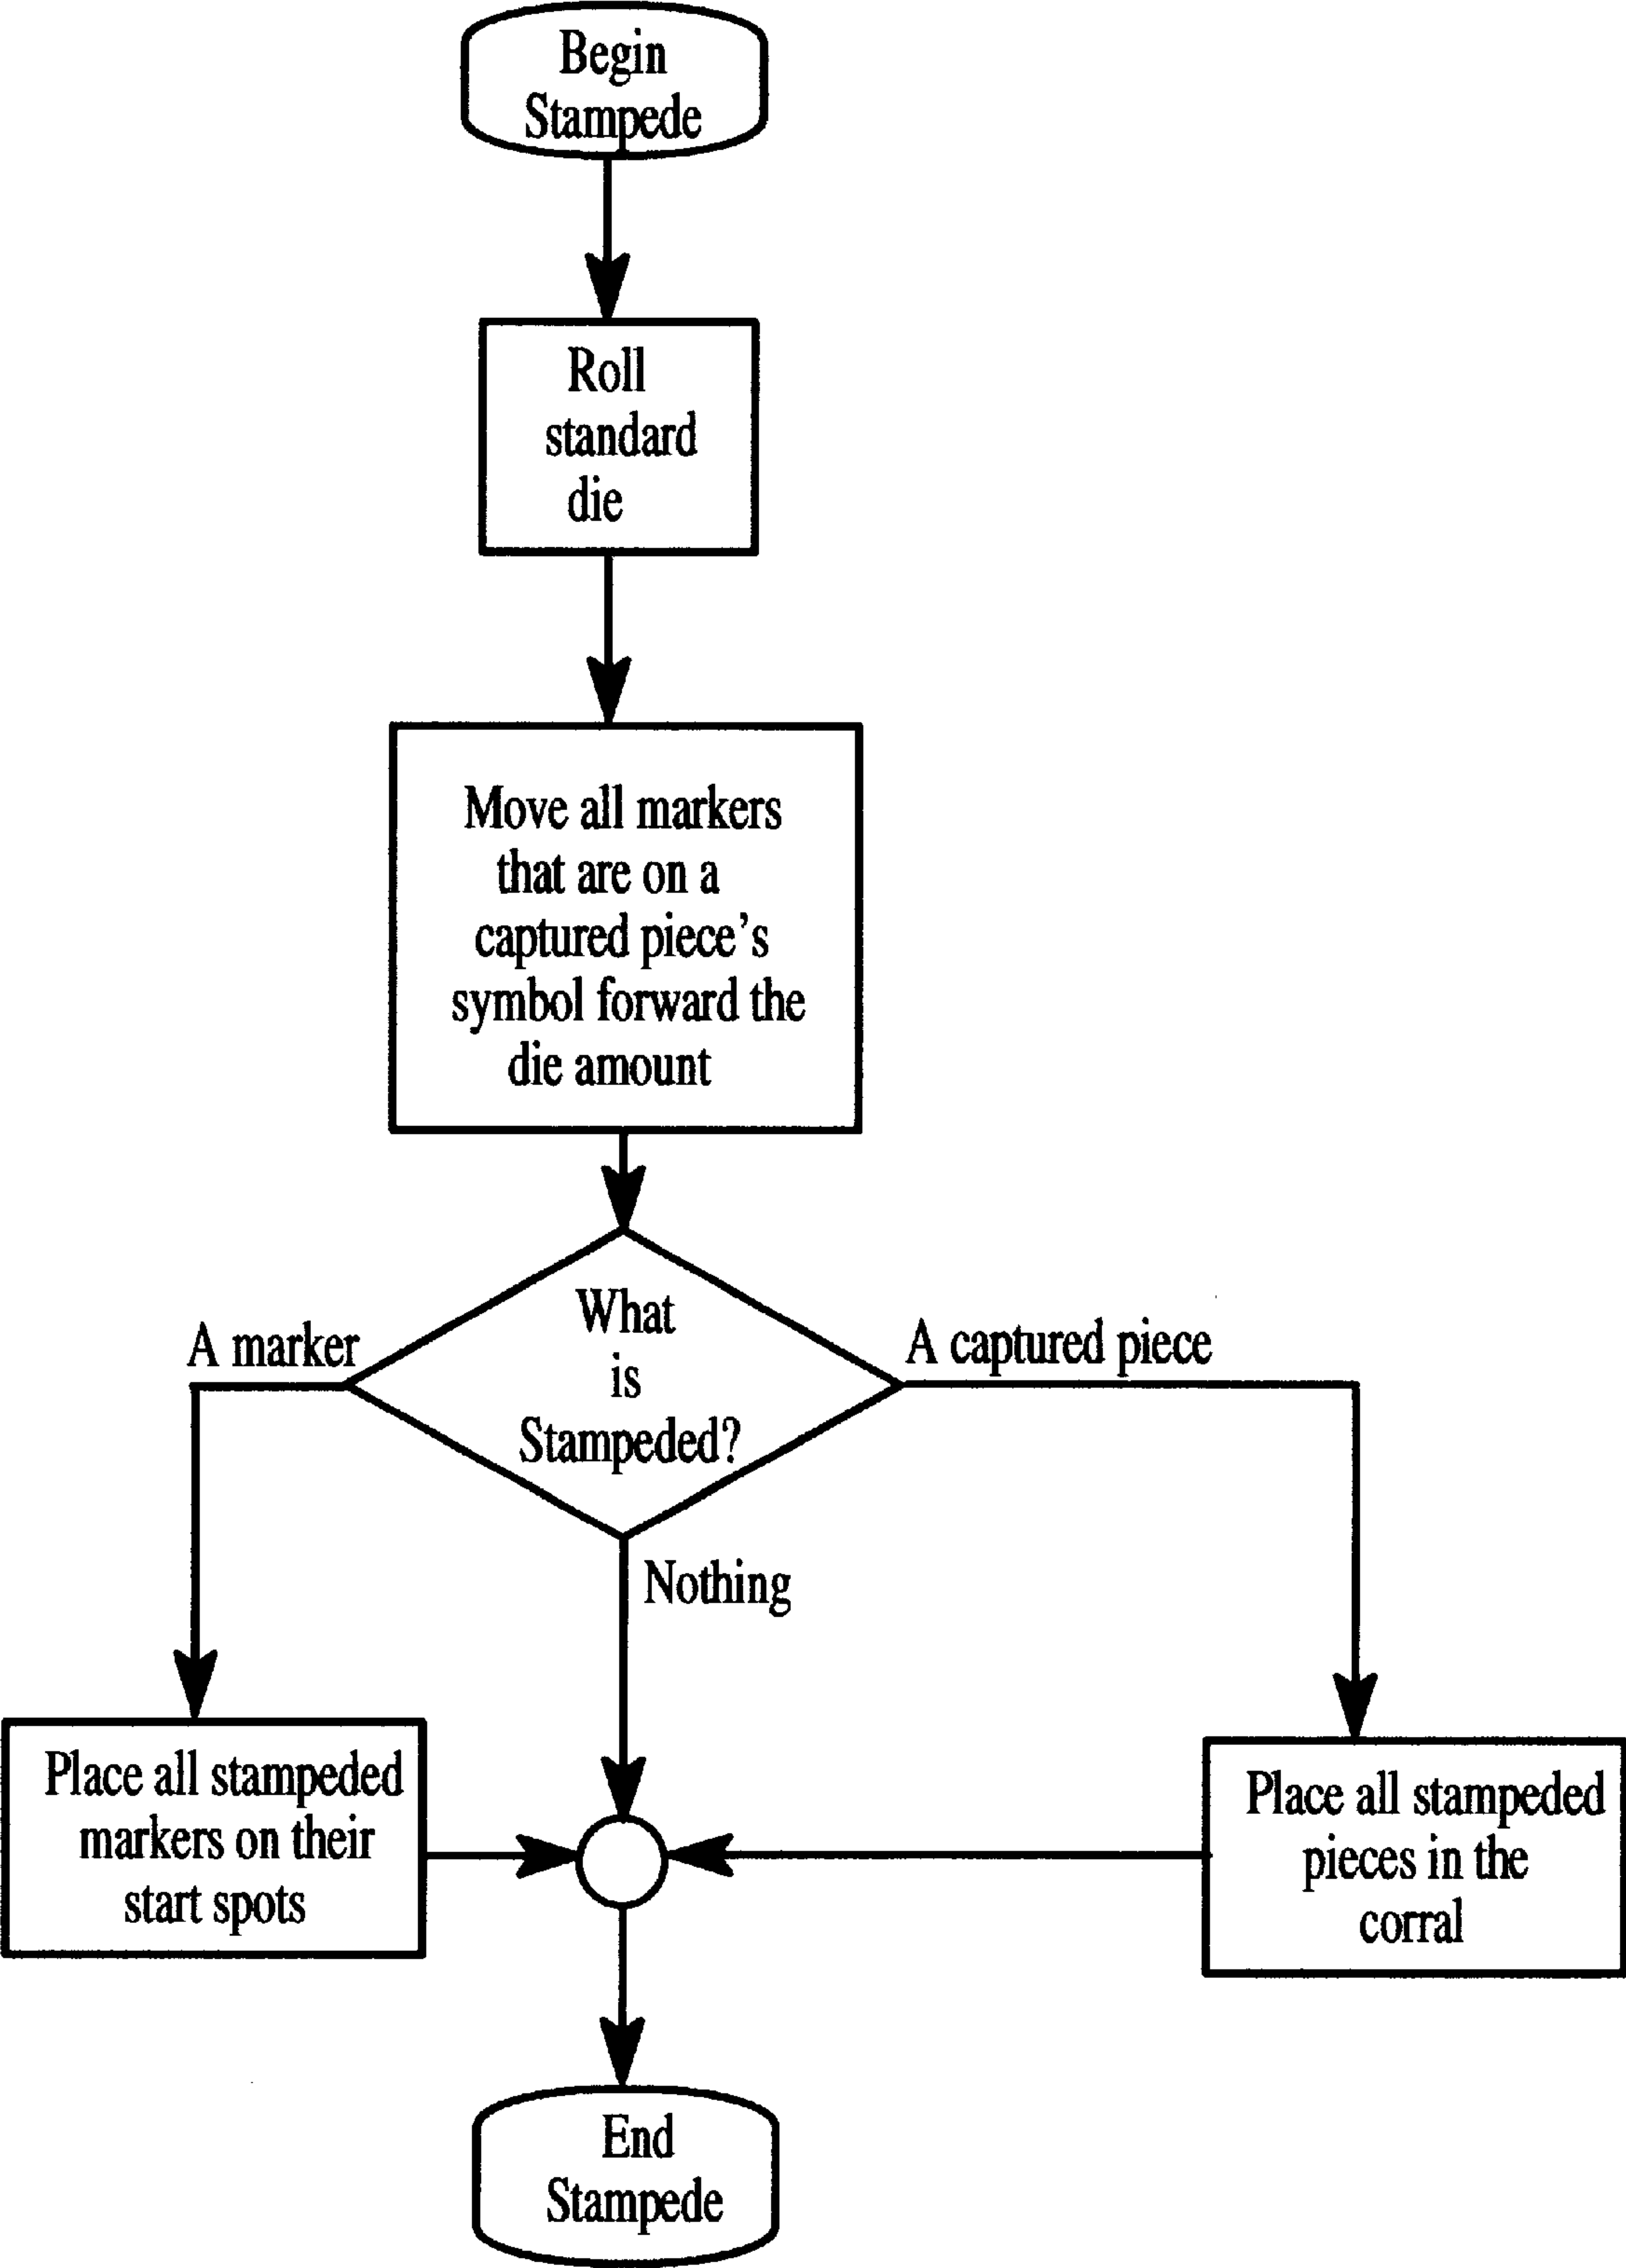 Begin
Stampede
Roll
standard
die
Move all markers
that are on a
captured piece's
symbol forward the
die amount
What
is
Stampeded?
A marker
A captured piece
Nothing
Place all stampeded
markers on their
start spots
Place all stampeded
pieces in the
corral
End
Stampede